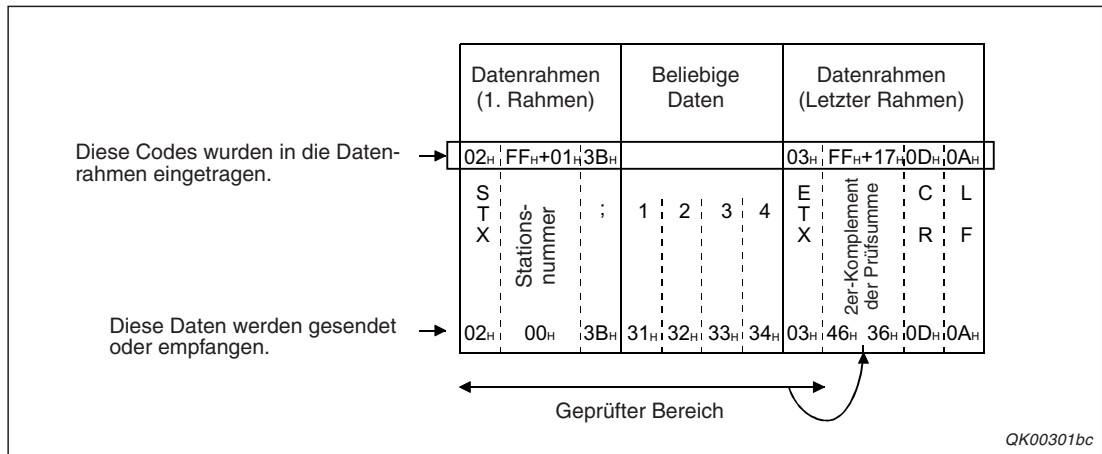 Datenrahmen
(1. Rahmen)
Beliebige
Daten
Datenrahmen
(Letzter Rahmen)
Diese Codes wurden in die Daten-
rahmen eingetragen.
02H FFH+01H 3BH 03H FFH+17H 0DH 0AH
STX
Stations-
nummer
; 1 2 3 4
ETX
2er-Komplement
der Prüfsumme
CR
LF
Diese Daten werden gesendet
oder empfangen.
02H 00H 3BH 31H 32H 33H 34H 03H 46H 36H 0DH 0AH
Geprüfter Bereich
QK00301bc